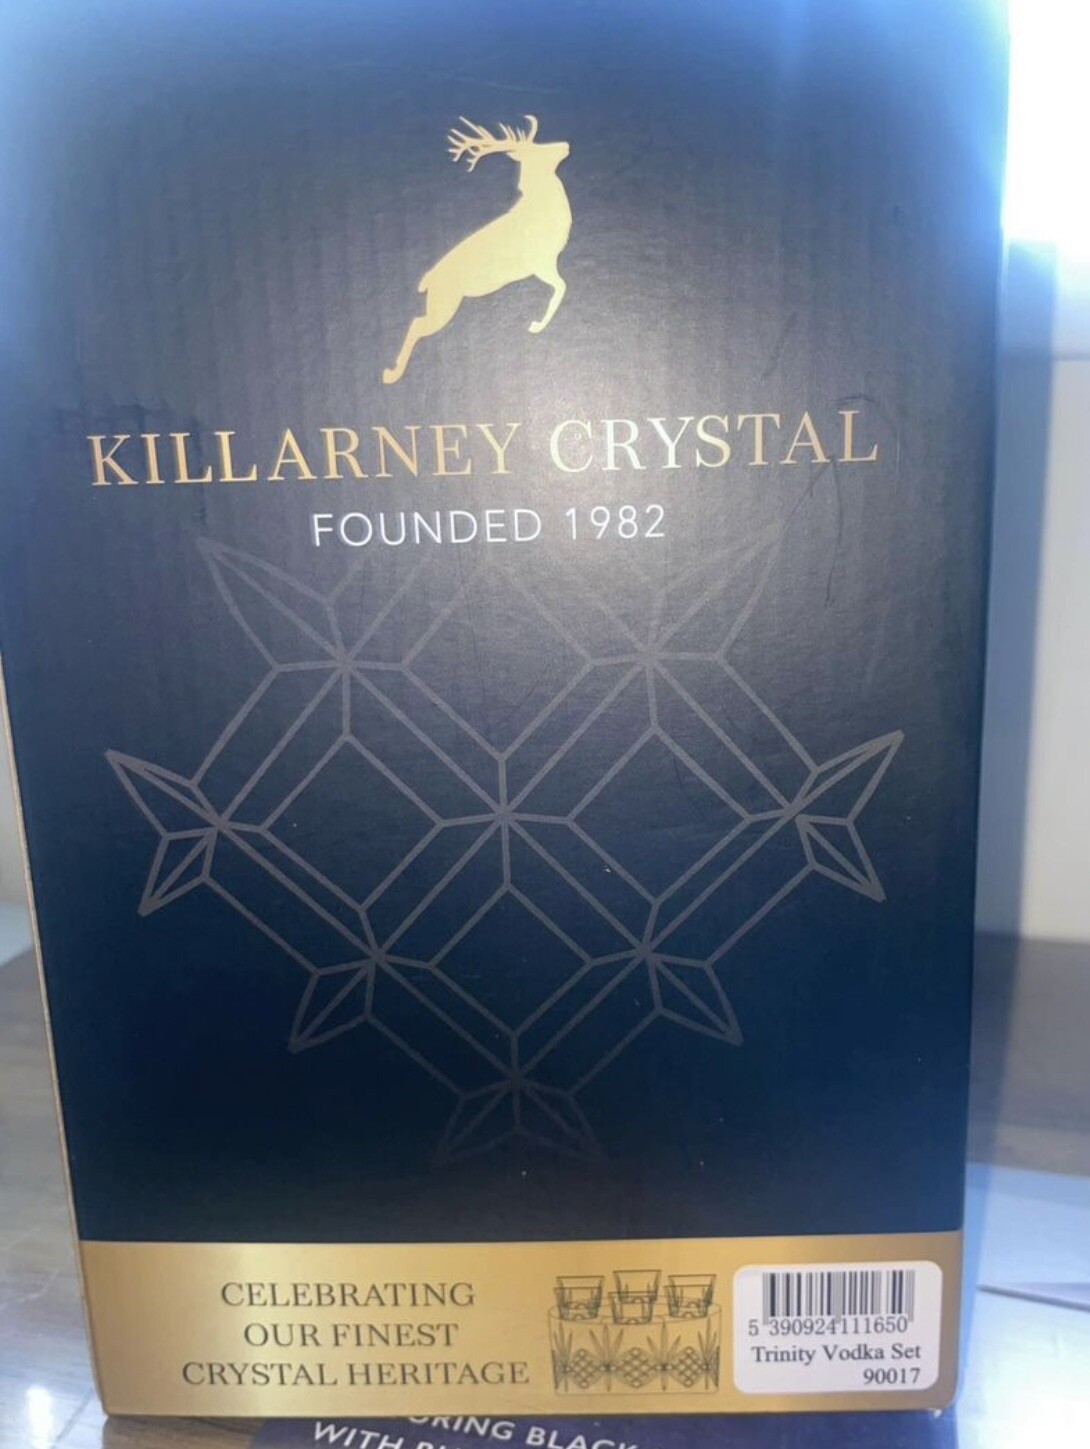 KILLARNEY CRYSTAL
FOUNDED 1982
CELEBRATING
OUR FINEST
CRYSTAL HERITAGE
5 390924 111650
Trinity Vodka Set
90017
BLACK
WITH